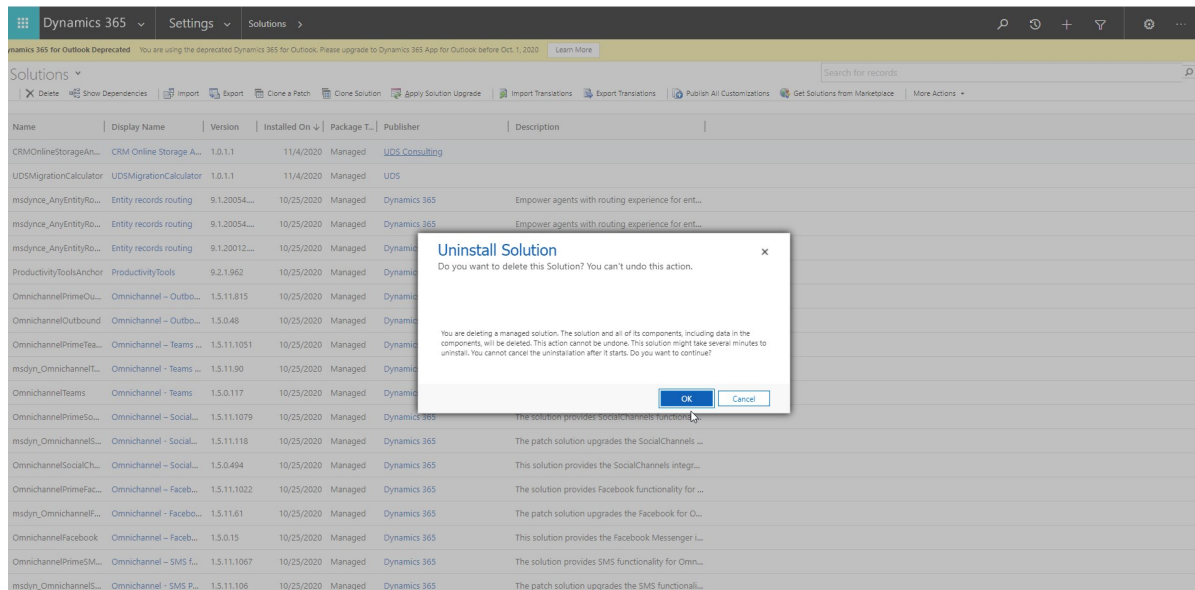 Dynamics 365 Settings Solutions >
ynamics 365 for Outlook Deprecated You are using the deprecated Dynamics 365 for Outlook. Please upgrade to Dynamics 365 App for Outlook before Oct. 1, 2020 Learn More
Solutions Search for records
Delete Show Dependencies Import Export Clone a Patch Clone Solution Apply Solution Upgrade Import Translations Export Translations Publish All Customizations Get Solutions from Marketplace More Actions
Name Display Name Version Installed On ↓ Package T... Publisher Description
CRMOnlineStorageAn... CRM Online Storage A... 1.0.1.1 11/4/2020 Managed UDS Consulting
UDSMigrationCalculator UDSMigrationCalculator 1.0.1.1 11/4/2020 Managed UDS
msdynce_AnyEntityRo... Entity records routing 9.1.20054.... 10/25/2020 Managed Dynamics 365 Empower agents with routing experience for ent...
msdynce_AnyEntityRo... Entity records routing 9.1.20054.... 10/25/2020 Managed Dynamics 365 Empower agents with routing experience for ent...
msdynce_AnyEntityRo... Entity records routing 9.1.20012.... 10/25/2020 Managed Dynamic
ProductivityToolsAnchor ProductivityTools 9.2.1.962 10/25/2020 Managed Dynamic
OmnichannelPrimeOu... Omnichannel – Outbo... 1.5.11.815 10/25/2020 Managed Dynamic
OmnichannelOutbound Omnichannel – Outbo... 1.5.0.48 10/25/2020 Managed Dynamic
OmnichannelPrimeTea... Omnichannel – Teams ... 1.5.11.1051 10/25/2020 Managed Dynamic
msdyn_OmnichannelT... Omnichannel - Teams ... 1.5.11.90 10/25/2020 Managed Dynamic
OmnichannelTeams Omnichannel - Teams 1.5.0.117 10/25/2020 Managed Dynamic
Uninstall Solution
Do you want to delete this Solution? You can't undo this action.
You are deleting a managed solution. The solution and all of its components, including data in the
components, will be deleted. This action cannot be undone. This solution might take several minutes to
uninstall. You cannot cancel the uninstallation after it starts. Do you want to continue?
OK Cancel
OmnichannelPrimeSo... Omnichannel – Social... 1.5.11.1079 10/25/2020 Managed Dynamics 365 The solution provides SocialChannels
msdyn_OmnichannelS... Omnichannel - Social... 1.5.11.118 10/25/2020 Managed Dynamics 365 The patch solution upgrades the SocialChannels ...
OmnichannelSocialCh... Omnichannel – Social... 1.5.0.494 10/25/2020 Managed Dynamics 365 This solution provides the SocialChannels integr...
OmnichannelPrimeFac... Omnichannel – Faceb... 1.5.11.1022 10/25/2020 Managed Dynamics 365 The solution provides Facebook functionality for ...
msdyn_OmnichannelF... Omnichannel - Facebo... 1.5.11.61 10/25/2020 Managed Dynamics 365 The patch solution upgrades the Facebook for O...
OmnichannelFacebook Omnichannel – Faceb... 1.5.0.15 10/25/2020 Managed Dynamics 365 This solution provides the Facebook Messenger i...
OmnichannelPrimeSM... Omnichannel – SMS f... 1.5.11.1067 10/25/2020 Managed Dynamics 365 The solution provides SMS functionality for Omn...
msdyn_OmnichannelS... Omnichannel - SMS P... 1.5.11.106 10/25/2020 Managed Dynamics 365 The patch solution upgrades the SMS functionali...